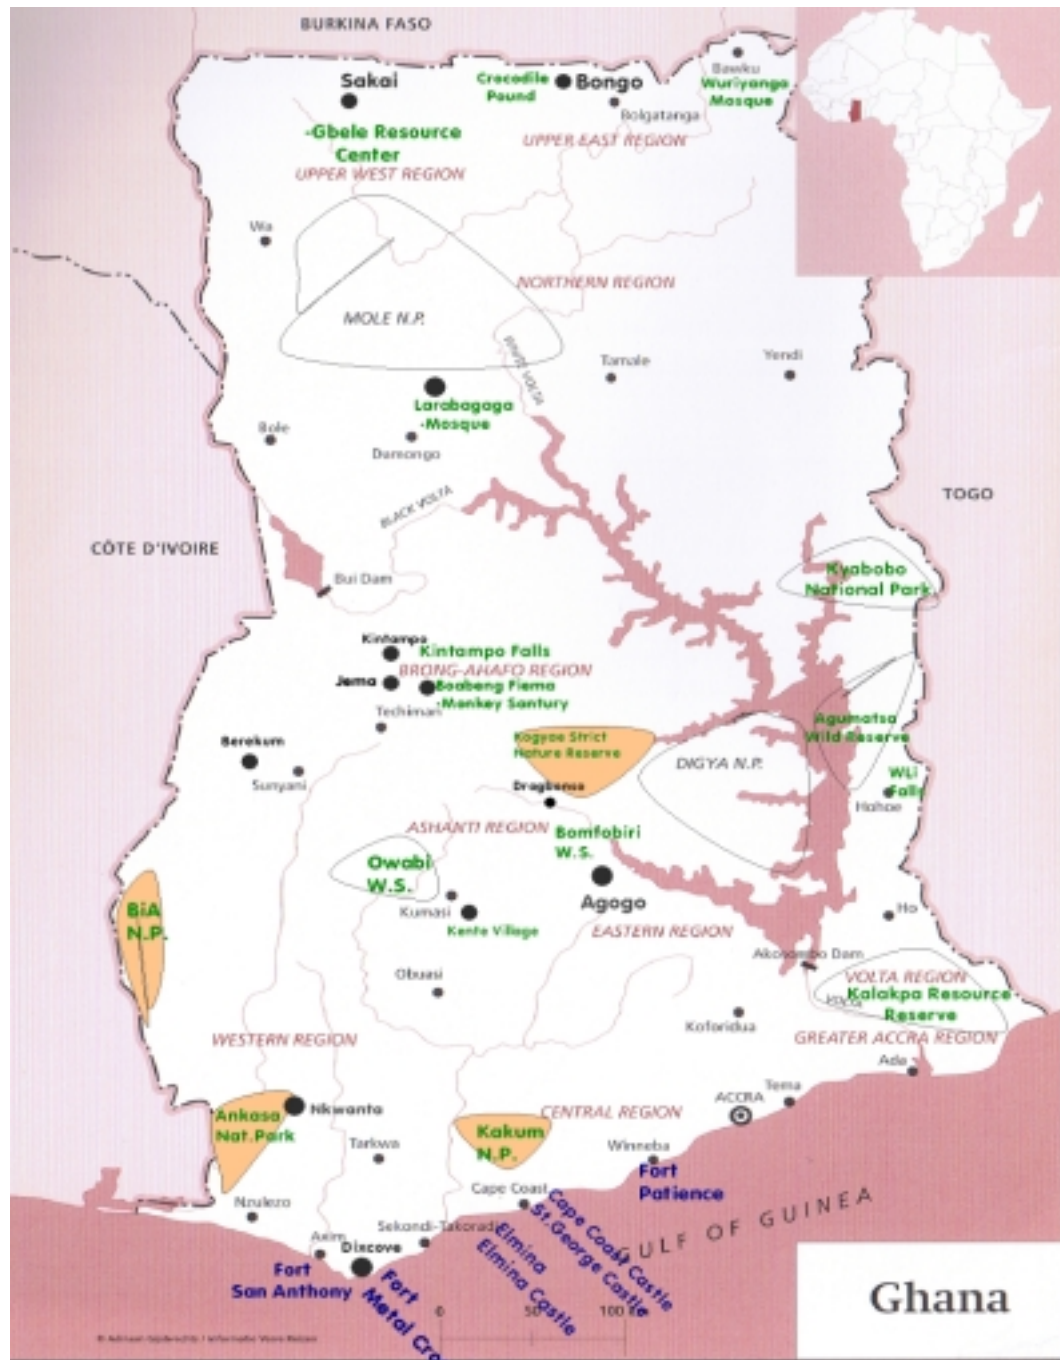 BURKINA FASO
Sakai
Crocodile
Pound
Bongo
Bawku
Wuriyanga
Mosque
Bolgatanga
-Gbele Resource
Center
UPPER EAST REGION
UPPER WEST REGION
Wa
NORTHERN REGION
MOLE N.P.
WHITE VOLTA
Tamale
Yendi
Larabagaga
-Mosque
Bole
Damongo
BLACK VOLTA
TOGO
CÔTE D'IVOIRE
Bui Dam
Kyabobo
National Park
Kintampo
Kintampo Falls
BRONG-AHAFO REGION
Jema
Boabeng Fiema
-Monkey Santury
Techiman
Agumatsa
Wild Reserve
Berekum
Kogyae Strict
Nature Reserve
DIGYA N.P.
Sunyani
WLi
Falls
Hohoe
ASHANTI REGION
Bomfobiri
W.S.
Owabi
W.S.
Agogo
BiA
N.P.
Kumasi
Kente Village
Ho
EASTERN REGION
Akosombo Dam
Obuasi
VOLTA REGION
Kalakpa Resource
Reserve
Koforidua
WESTERN REGION
GREATER ACCRA REGION
Ada
Tema
ACCRA
Nkwanta
Ankasa
Nat.Park
CENTRAL REGION
Kakum
N.P.
Tarkwa
Winneba
Fort
Patience
Cape Coast
Nzulezo
Cape Coast Castle
St.George Castle
Elmina
Elmina Castle
GULF OF GUINEA
Sekondi-Takoradi
Axim
Dixcove
Fort
San Anthony
Fort
Metal Cro
0 50 100
Ghana